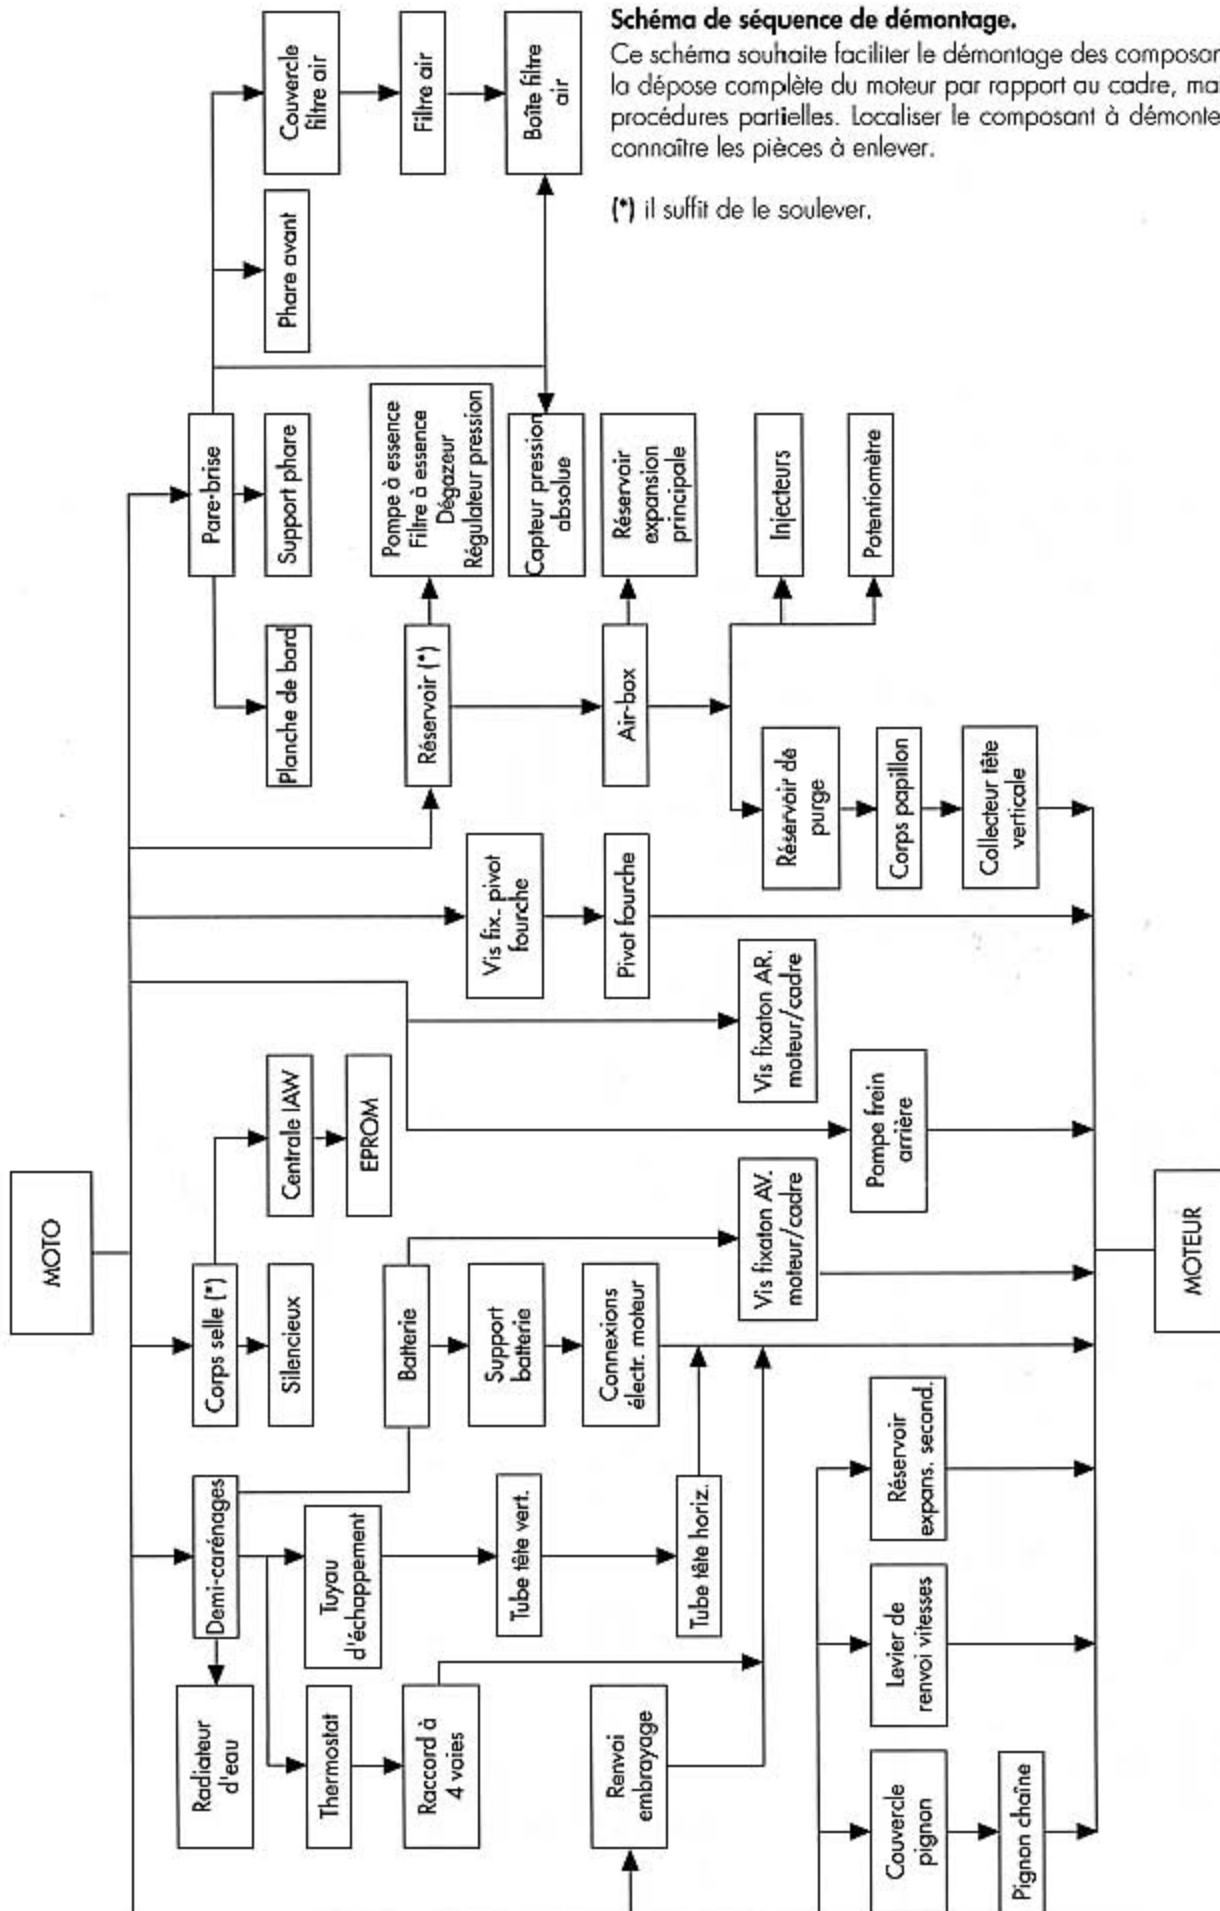 Schéma de séquence de démontage.
Ce schéma souhaite faciliter le démontage des composan
la dépose complète du moteur par rapport au cadre, ma
procédures partielles. Localiser le composant à démonte
connaître les pièces à enlever.
(*) il suffit de le soulever.
MOTO
Couvercle
filtre air
Filtre air
Boîte filtre
air
Phare avant
Pare-brise
Support phare
Planche de bord
Pompe à essence
Filtre à essence
Dégazeur
Régulateur pression
Capteur pression
absolue
Réservoir
expansion
principale
Injecteurs
Potentiomètre
Réservoir (*)
Air-box
Réservoir de
purge
Corps papillon
Collecteur tête
verticale
Vis fix. pivot
fourche
Pivot fourche
Vis fixaton AR.
moteur/cadre
Pompe frein
arrière
Centrale IAW
EPROM
Corps selle (*)
Silencieux
Batterie
Support
batterie
Connexions
électr. moteur
Vis fixaton AV.
moteur/cadre
Demi-carénages
Tuyau
d'échappement
Tube tête vert.
Tube tête horiz.
Radiateur
d'eau
Thermostat
Raccord à
4 voies
Renvoi
embrayage
Réservoir
expans. second.
Levier de
renvoi vitesses
Couvercle
pignon
Pignon chaîne
MOTEUR